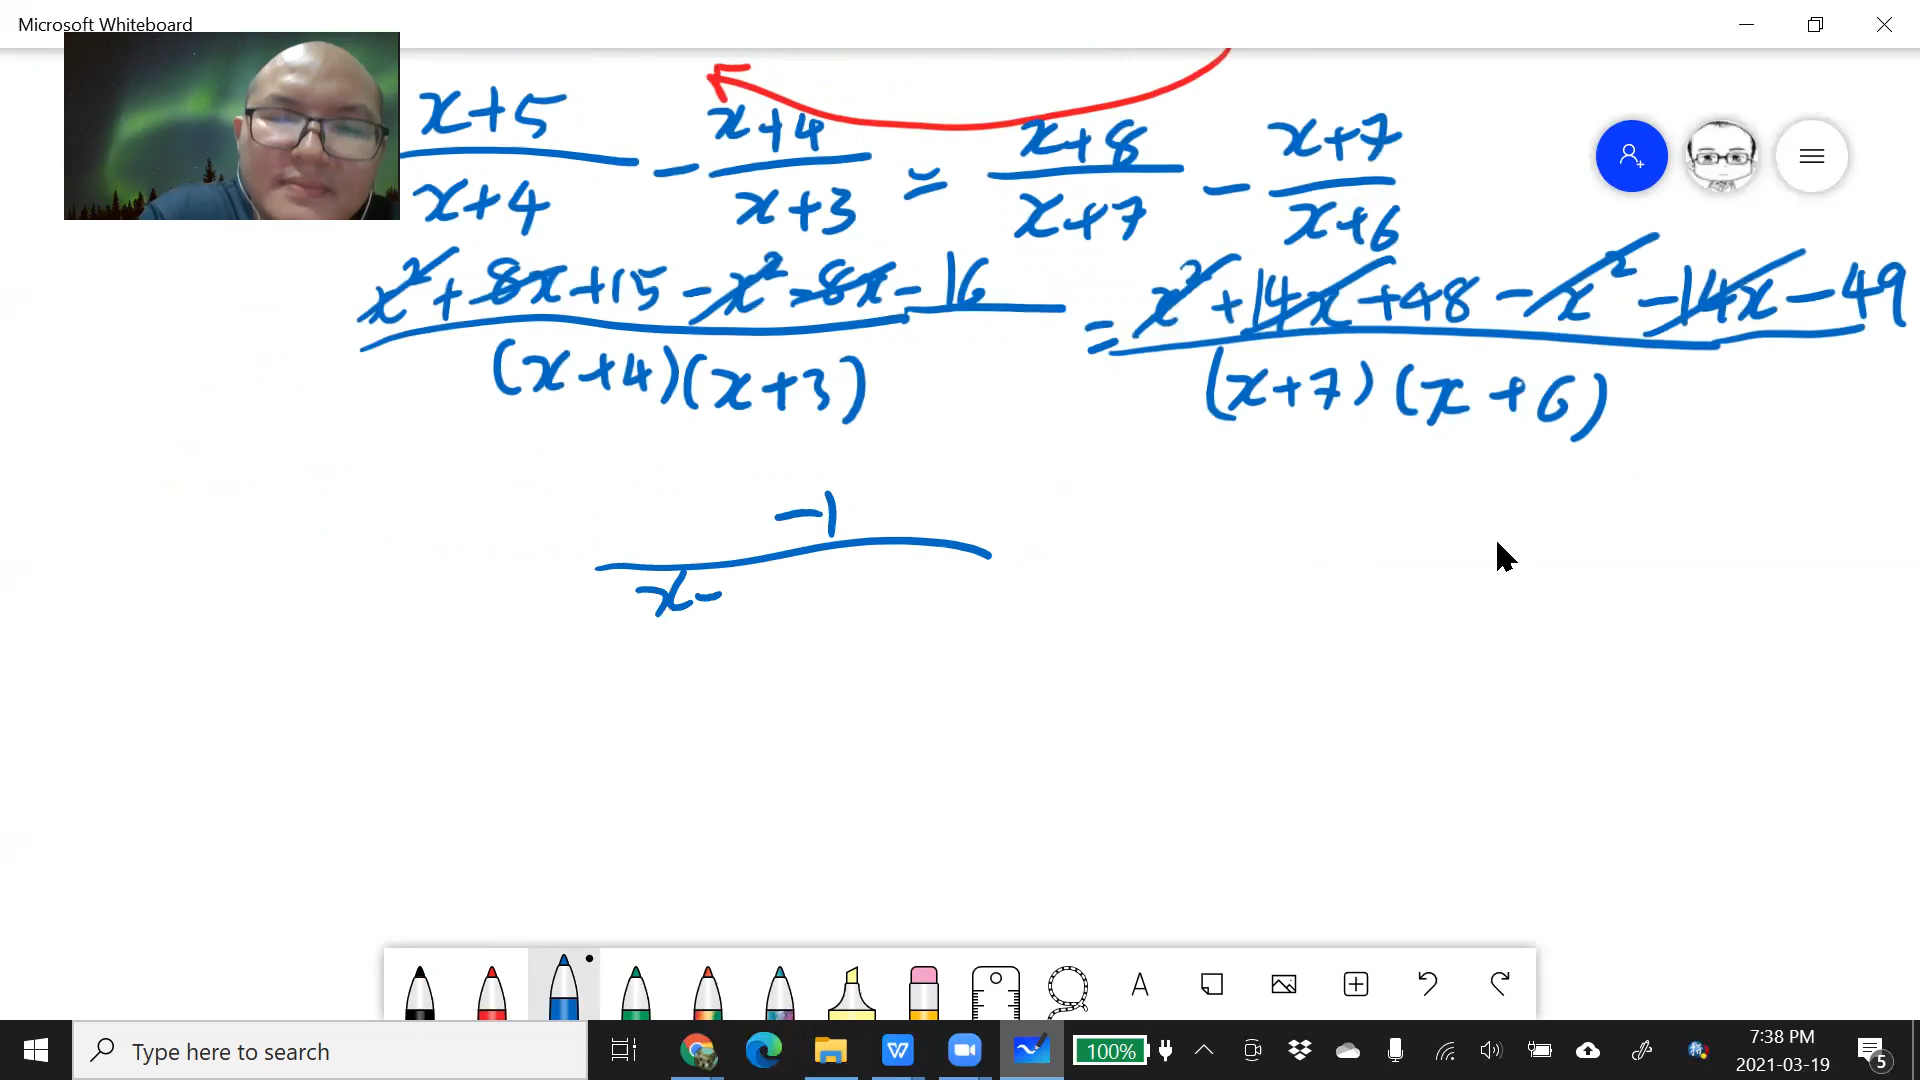 Microsoft Whiteboard
x+5/x+4 - x+4/x+3 = x+8/x+7 - x+7/x+6
x²+8x+15-x²-8x-16/(x+4)(x+3) = x²+14x+48-x²-14x-49/(x+7)(x+6)
-1/x-
A
Type here to search
W
100%
7:38 PM
2021-03-19
5